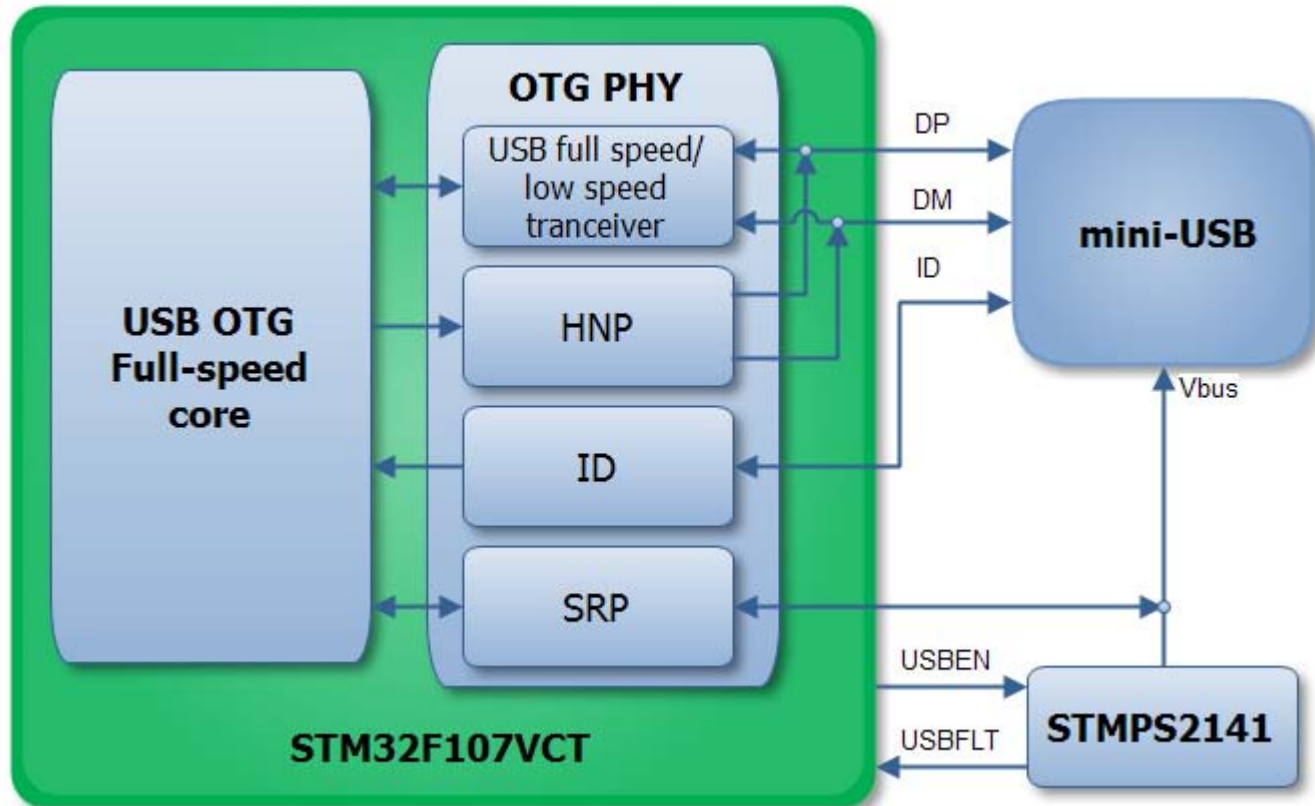 OTG PHY
USB full speed/
low speed
tranceiver
HNP
ID
SRP
USB OTG
Full-speed
core
STM32F107VCT
DP
DM
ID
mini-USB
Vbus
USBEN
USBFLT
STMPS2141